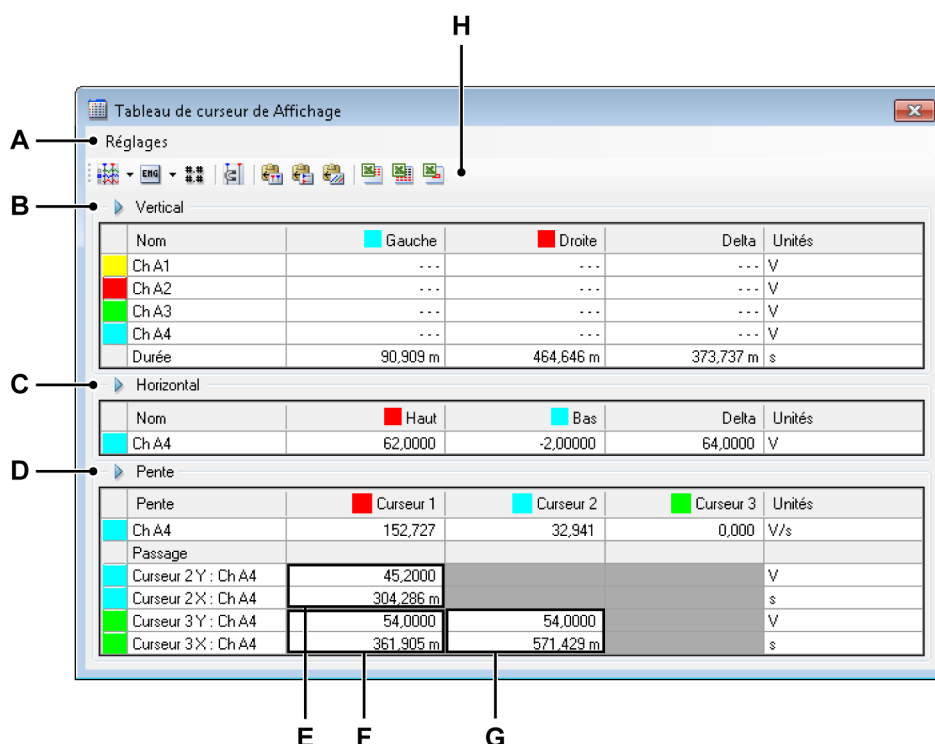 H
Tableau de curseur de Affichage
A
Réglages
EMG
B
Vertical
Nom Gauche Droite Delta Unités
Ch A1 --- --- --- V
Ch A2 --- --- --- V
Ch A3 --- --- --- V
Ch A4 --- --- --- V
Durée 90,909 m 464,646 m 373,737 m s
C
Horizontal
Nom Haut Bas Delta Unités
Ch A4 62,0000 -2,00000 64,0000 V
D
Pente
Pente Curseur 1 Curseur 2 Curseur 3 Unités
Ch A4 152,727 32,941 0,000 V/s
Passage
Curseur 2 Y : Ch A4 45,2000 V
Curseur 2 X : Ch A4 304,286 m s
Curseur 3 Y : Ch A4 54,0000 54,0000 V
Curseur 3 X : Ch A4 361,905 m 571,429 m s
E F G